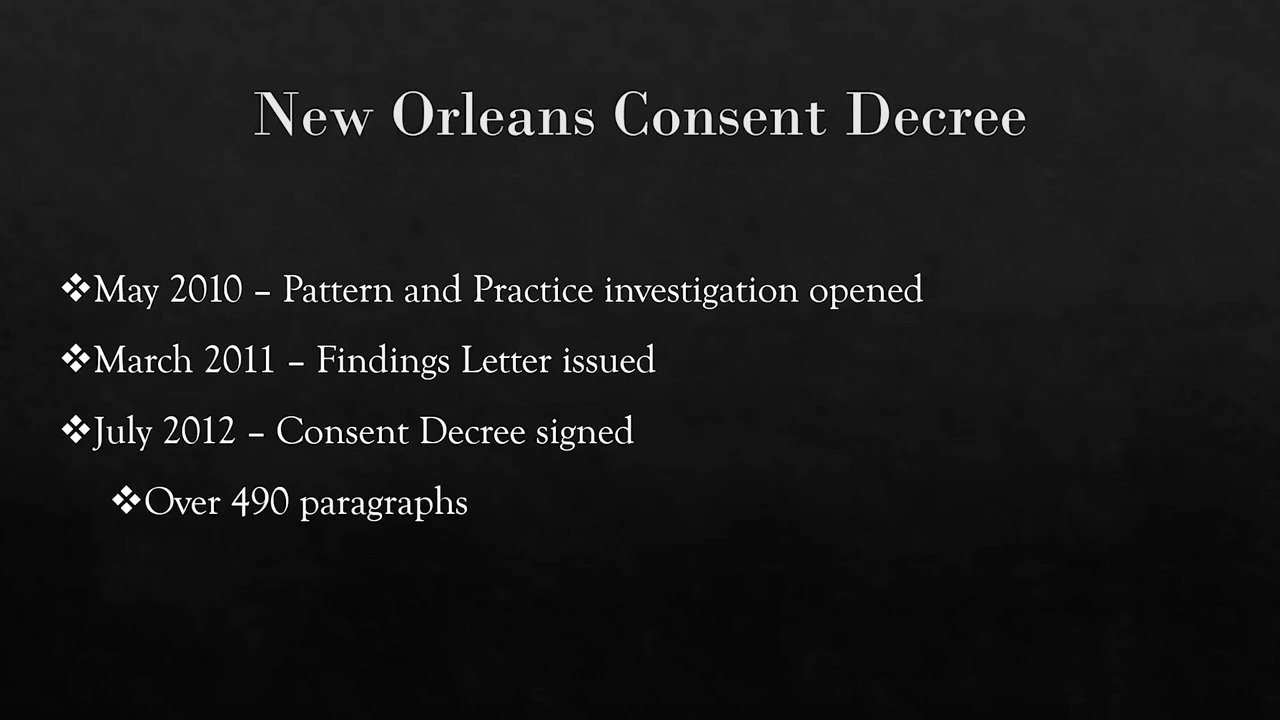 New Orleans Consent Decree
❖May 2010 – Pattern and Practice investigation opened
❖March 2011 – Findings Letter issued
❖July 2012 – Consent Decree signed
❖Over 490 paragraphs